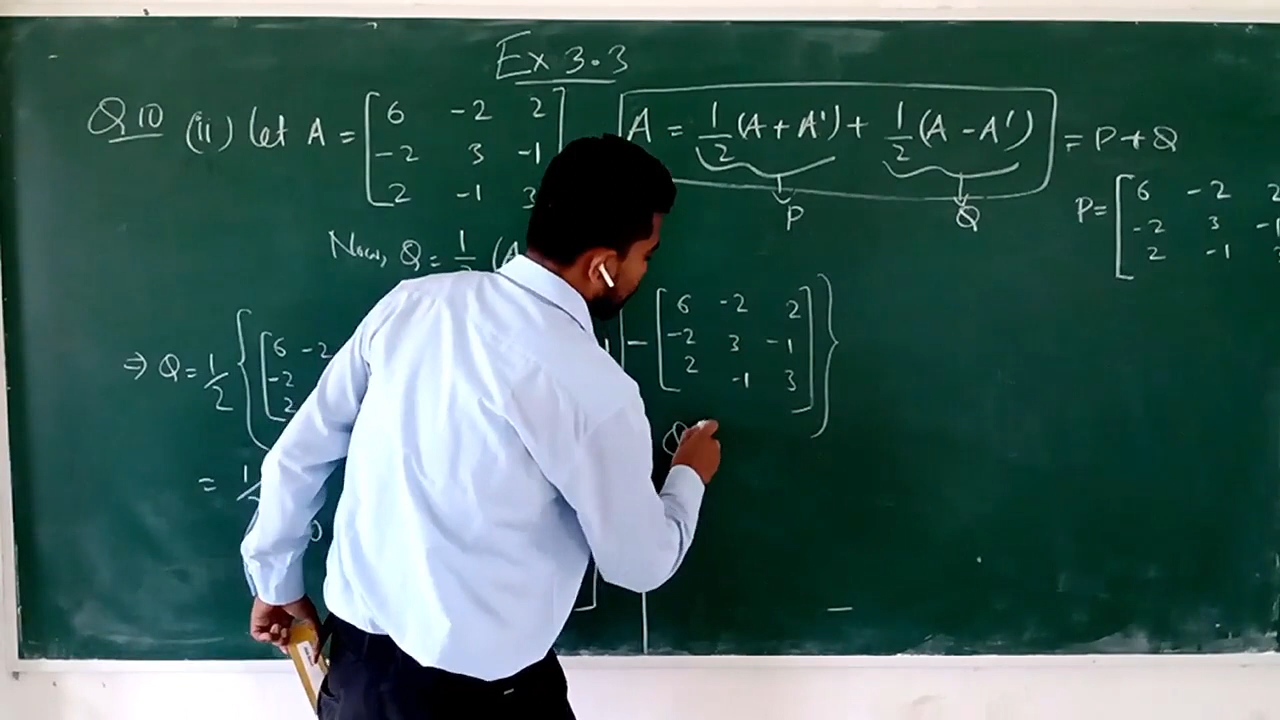 Ex 3.3
Q10 (ii) let A = [6 -2 2
-2 3 -1
2 -1 3
A = 1/2 (A + A') + 1/2 (A - A') = P + Q
P Q
P = [6 -2 2
-2 3 -1
2 -1
Now, Q = 1/2 (A
⇒ Q = 1/2 { [6 -2
-2
2
- [6 -2 2
-2 3 -1
2 -1 3] }
= 1/
0